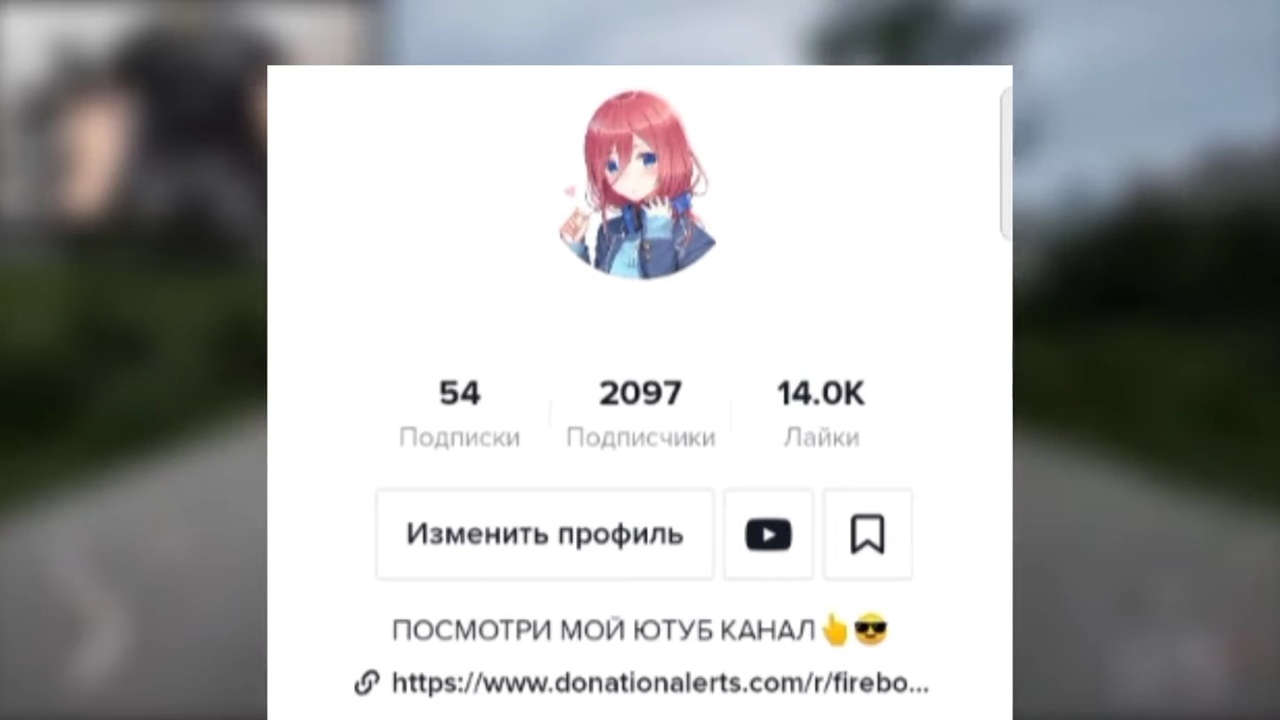 54 2097 14.0K
Подписки Подписчики Лайки
Изменить профиль
ПОСМОТРИ МОЙ ЮТУБ КАНАЛ👆😎
https://www.donationalerts.com/r/firebo...